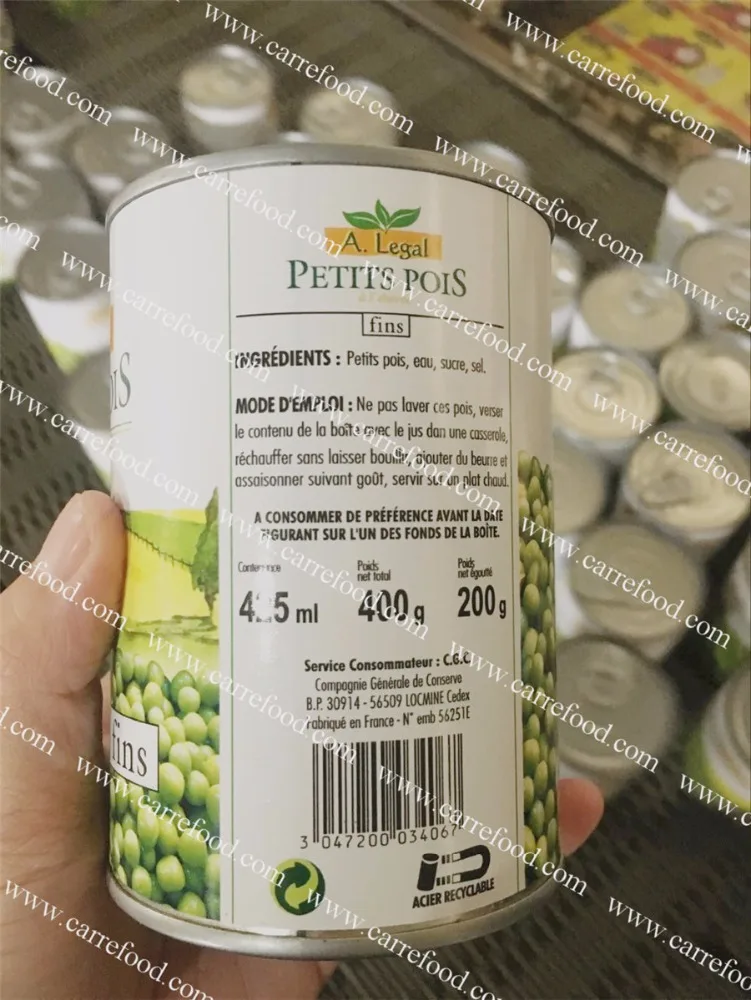 A. Legal
PETITS POIS
fins
INGRÉDIENTS : Petits pois, eau, sucre, sel.
MODE D'EMPLOI : Ne pas laver ces pois, verser
le contenu de la boîte avec le jus dan une casserole,
réchauffer sans laisser bouillir, ajouter du beurre et
assaisonner suivant goût, servir sur un plat chaud.
A CONSOMMER DE PRÉFÉRENCE AVANT LA DATE
FIGURANT SUR L'UN DES FONDS DE LA BOÎTE.
Contenance Poids net total Poids net égoutté
ml 400 g 200 g
Service Consommateur : C.G.C.
Compagnie Générale de Conserve
B.P. 30914 - 56509 LOCMINE Cedex
Fabriqué en France - N° emb 56251E
3 047200 034067
ACIER RECYCLABLE
fins
www.carrefood.com